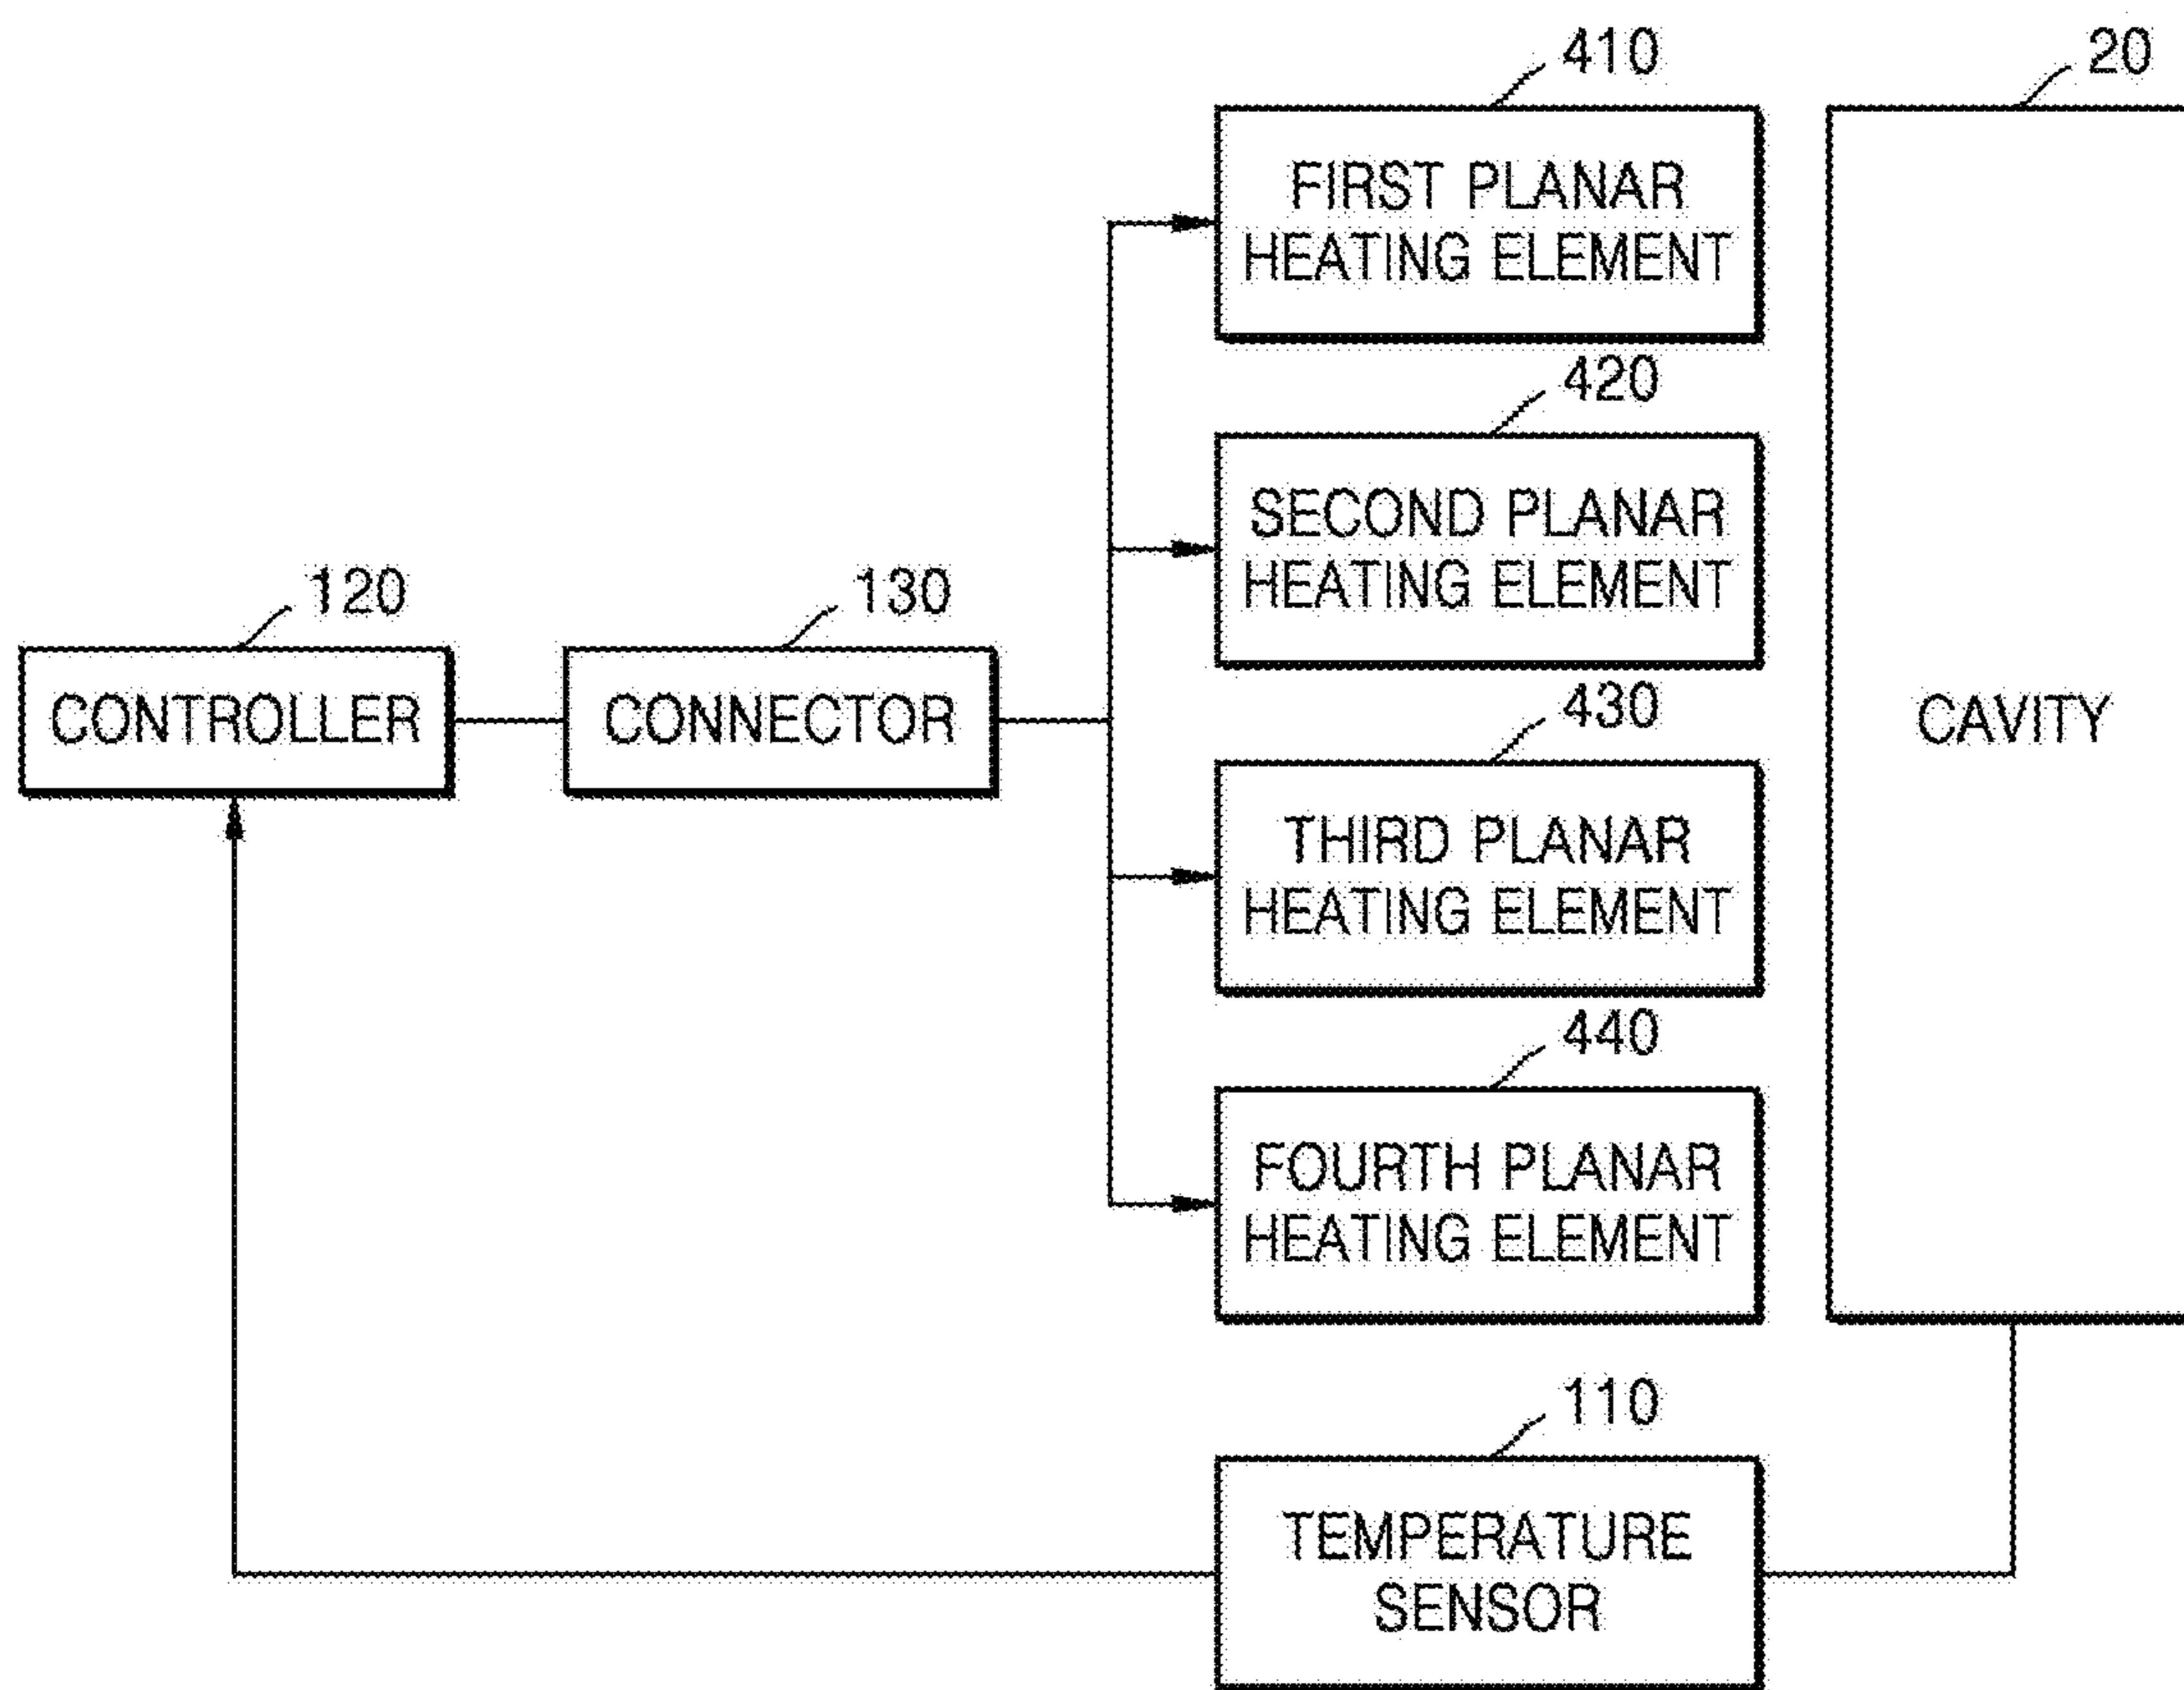 410
20
FIRST PLANAR
HEATING ELEMENT
420
SECOND PLANAR
HEATING ELEMENT
120
130
CONTROLLER
CONNECTOR
430
CAVITY
THIRD PLANAR
HEATING ELEMENT
440
FOURTH PLANAR
HEATING ELEMENT
110
TEMPERATURE
SENSOR